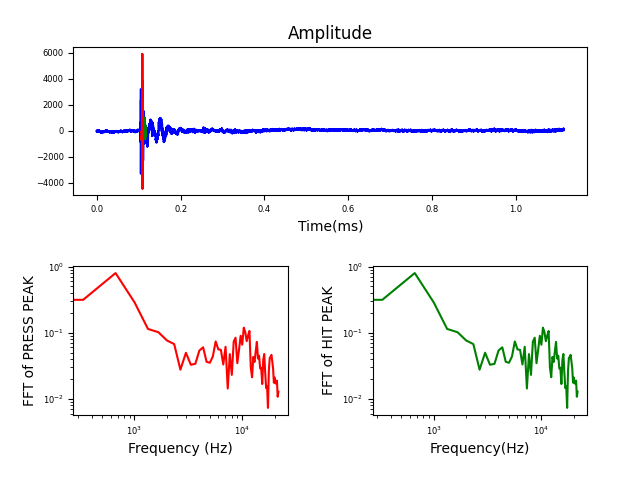 Amplitude
6000
4000
2000
0
−2000
−4000
0.0 0.2 0.4 0.6 0.8 1.0
Time(ms)
FFT of PRESS PEAK
10⁰
10⁻¹
10⁻²
10³ 10⁴
Frequency (Hz)
FFT of HIT PEAK
10⁰
10⁻¹
10⁻²
10³ 10⁴
Frequency(Hz)